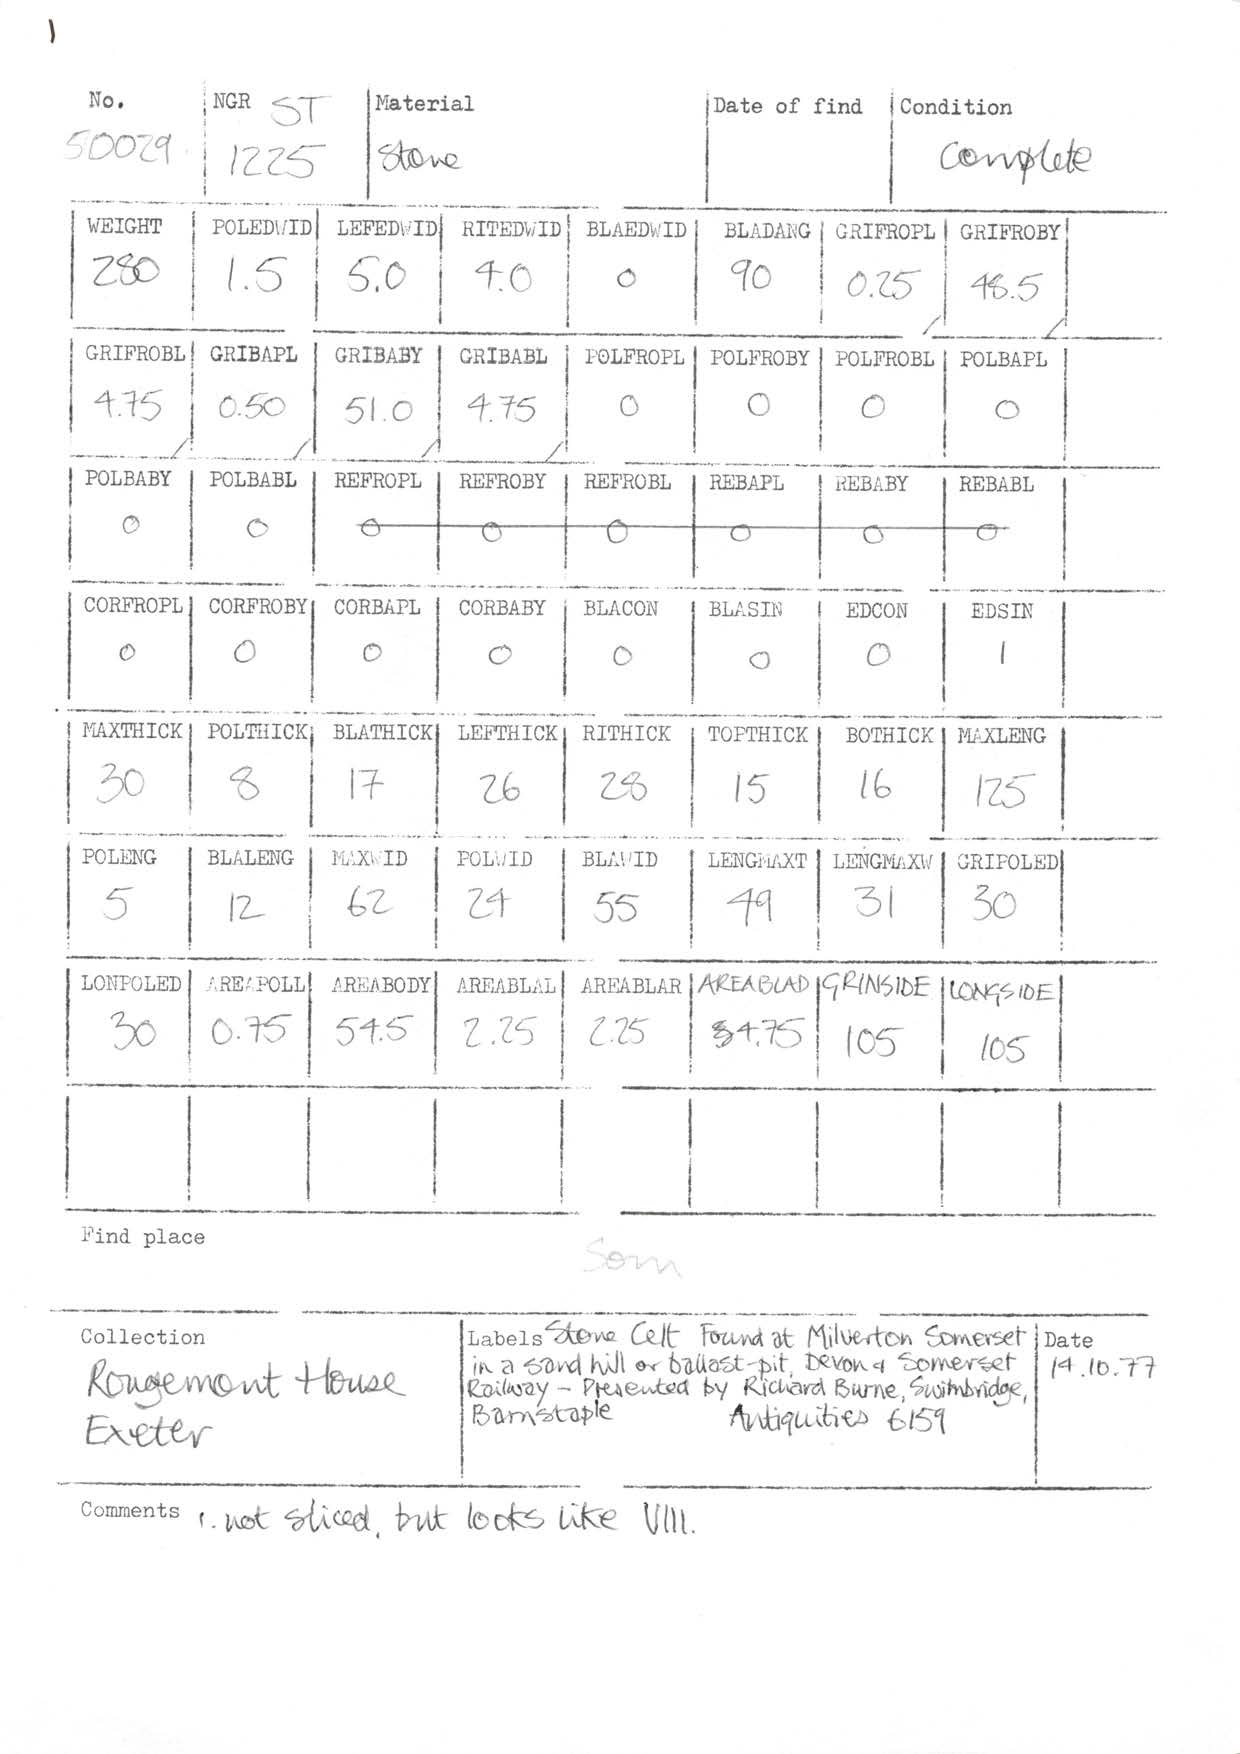 1
No. NGR ST Material Date of find Condition
50029 1225 Stone Complete
WEIGHT POLEDWID LEFEDWID RITEDWID BLAEDWID BLADANG GRIFROPL GRIFROBY
280 1.5 5.0 4.0 0 90 0.25 48.5
GRIFROBL GRIBAPL GRIBABY GRIBABL POLFROPL POLFROBY POLFROBL POLBAPL
4.75 0.50 51.0 4.75 0 0 0 0
POLBABY POLBABL REFROPL REFROBY REFROBL REBAPL REBABY REBABL
0 0 0 0 0 0 0 0
CORFROPL CORFROBY CORBAPL CORBABY BLACON BLASIN EDCON EDSIN
0 0 0 0 0 0 0 1
MAXTHICK POLTHICK BLATHICK LEFTHICK RITHICK TOPTHICK BOTHICK MAXLENG
30 8 17 26 28 15 16 125
POLENG BLALENG MAXWID POLWID BLAWID LENGMAXT LENGMAXW GRIPOLED
5 12 62 24 55 49 31 30
LONPOLED AREAPOLL AREABODY AREABLAL AREABLAR AREABLAD GRINSIDE LONGSIDE
30 0.75 54.5 2.25 2.25 4.75 105 105
Find place
Som
Collection
Rougemont House
Exeter
Labels Stone Celt Found at Milverton Somerset
in a sand hill or ballast-pit, Devon & Somerset
Railway – Presented by Richard Burne, Swimbridge,
Barnstaple Antiquities 6159
Date
14.10.77
Comments 1. not sliced, but looks like VIII.